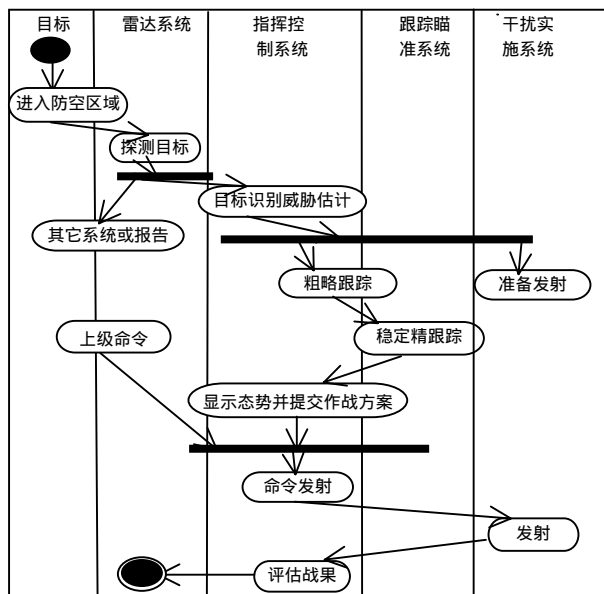 目标
雷达系统
指挥控
制系统
跟踪瞄
准系统
干扰实
施系统
进入防空区域
探测目标
目标识别威胁估计
其它系统或报告
粗略跟踪
准备发射
上级命令
稳定精跟踪
显示态势并提交作战方案
命令发射
发射
评估战果